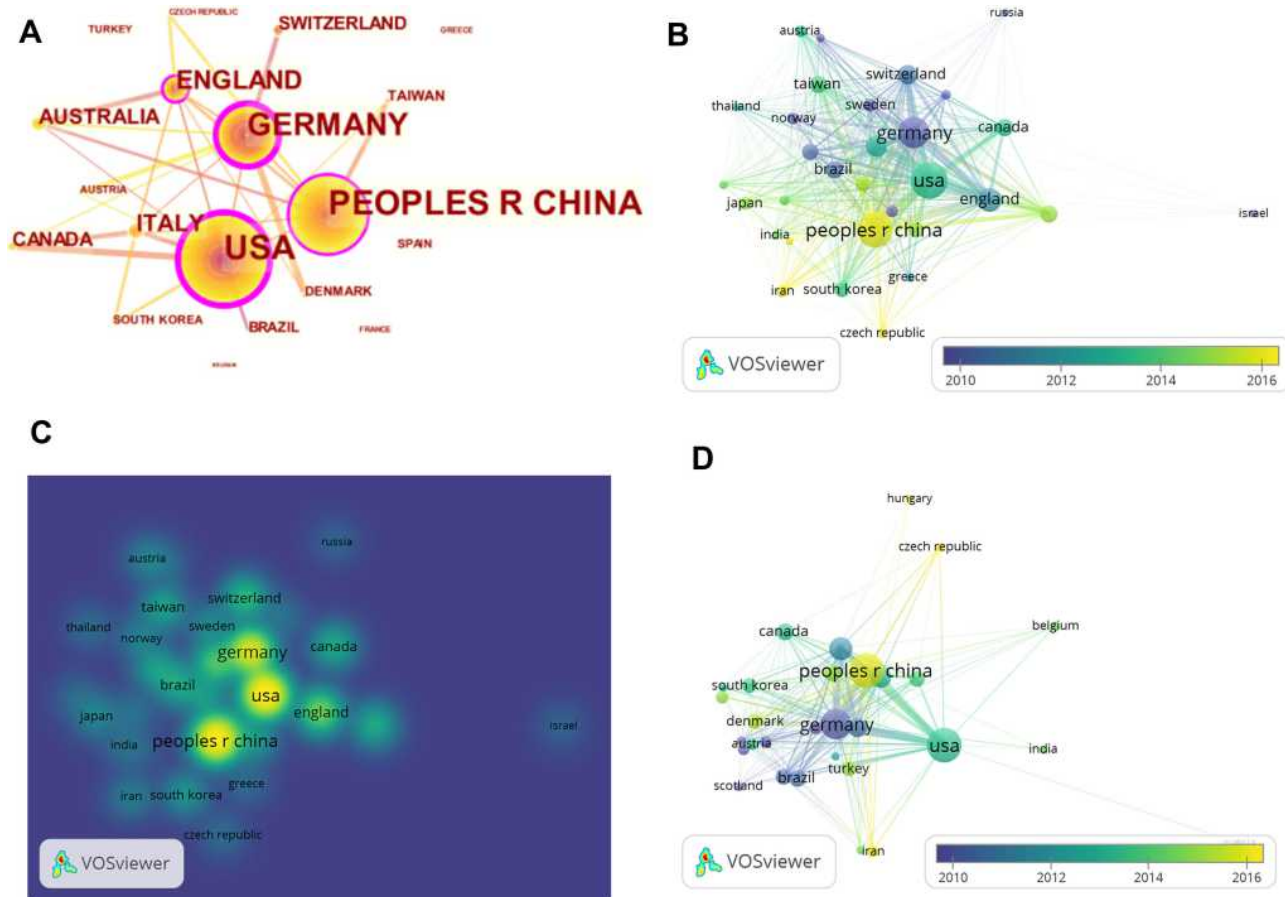 A
CZECH REPUBLIC
TURKEY
SWITZERLAND
GREECE
ENGLAND
TAIWAN
AUSTRALIA
GERMANY
AUSTRIA
PEOPLES R CHINA
ITALY
CANADA
USA
SPAIN
DENMARK
SOUTH KOREA
BRAZIL
FRANCE
B
russia
austria
switzerland
taiwan
thailand
sweden
norway
germany
canada
brazil
usa
japan
england
israel
peoples r china
india
greece
iran
south korea
czech republic
VOSviewer
2010 2012 2014 2016
C
russia
austria
switzerland
taiwan
thailand
sweden
norway
canada
germany
brazil
usa
england
japan
israel
peoples r china
india
greece
iran
south korea
czech republic
VOSviewer
D
hungary
czech republic
belgium
canada
peoples r china
south korea
denmark
germany
austria
usa
india
turkey
brazil
scotland
iran
VOSviewer
2010 2012 2014 2016